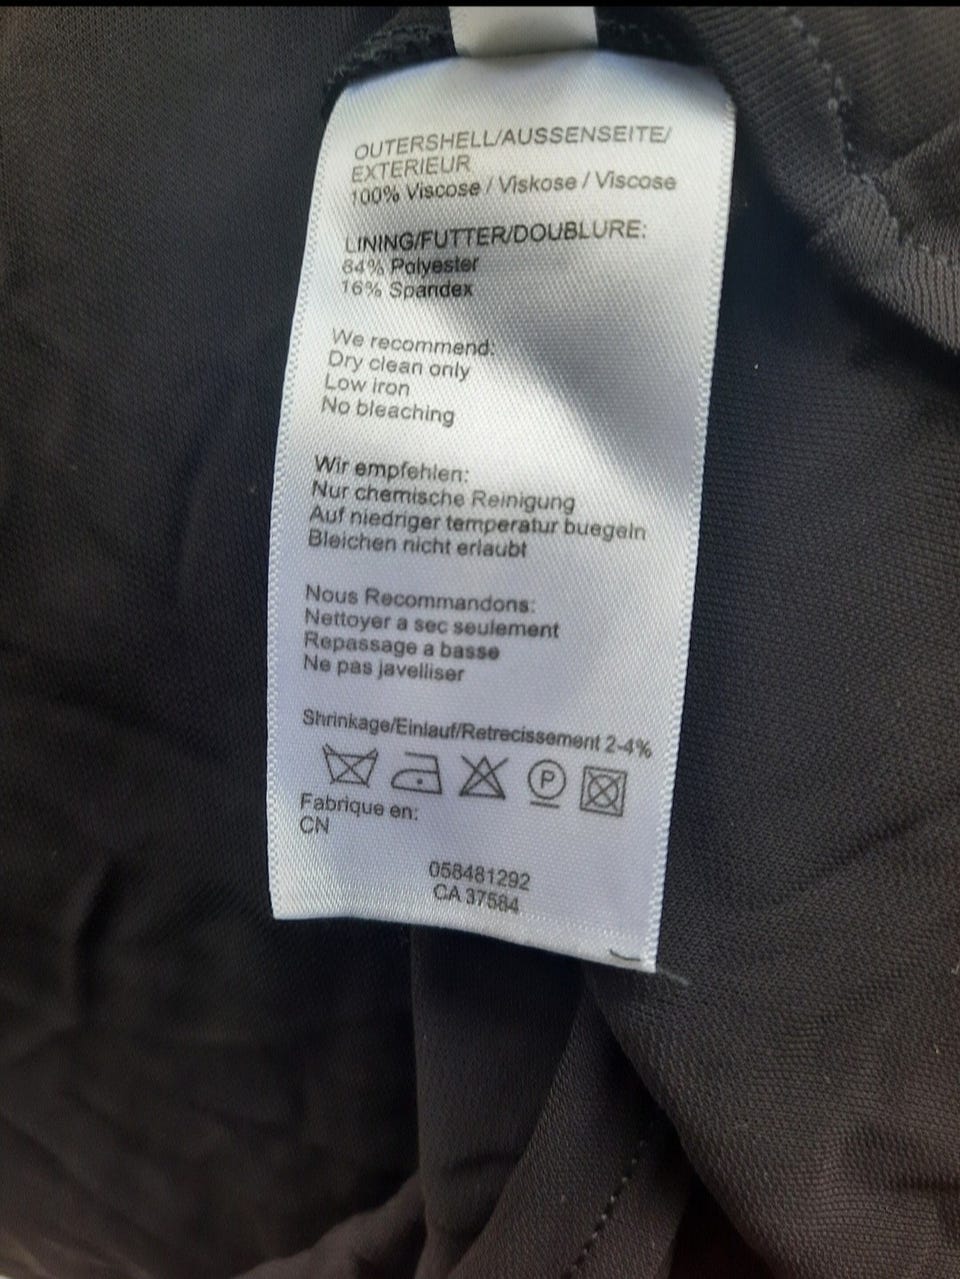 OUTERSHELL/AUSSENSEITE/
EXTERIEUR
100% Viscose / Viskose / Viscose
LINING/FUTTER/DOUBLURE:
84% Polyester
16% Spandex
We recommend:
Dry clean only
Low iron
No bleaching
Wir empfehlen:
Nur chemische Reinigung
Auf niedriger temperatur buegeln
Bleichen nicht erlaubt
Nous Recommandons:
Nettoyer a sec seulement
Repassage a basse
Ne pas javelliser
Shrinkage/Einlauf/Retrecissement 2-4%
P
Fabrique en:
CN
058481292
CA 37584